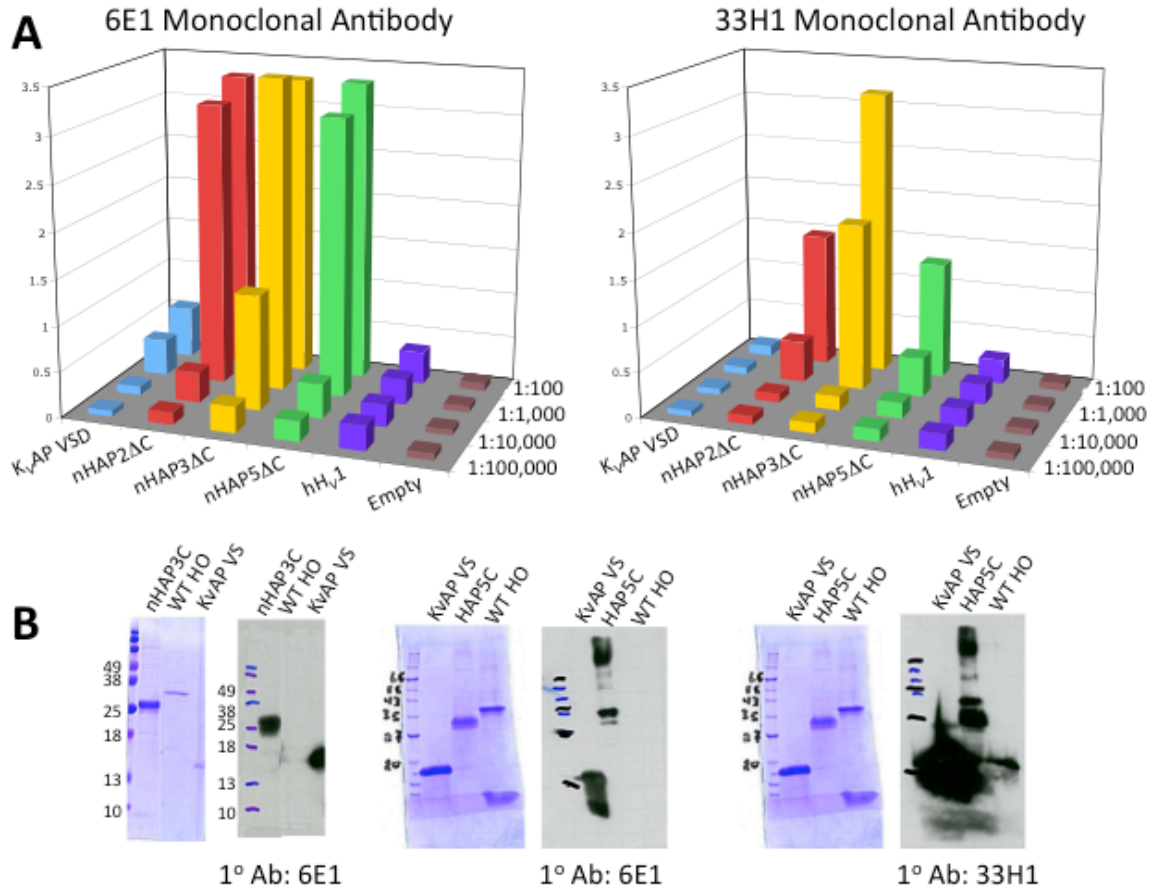 A
6E1 Monoclonal Antibody
33H1 Monoclonal Antibody
3.5
3
2.5
2
1.5
1
0.5
0
1:100
1:1,000
1:10,000
1:100,000
KᵥAP VSD
nHAP2ΔC
nHAP3ΔC
nHAP5ΔC
hHᵥ1
Empty
3.5
3
2.5
2
1.5
1
0.5
0
1:100
1:1,000
1:10,000
1:100,000
KᵥAP VSD
nHAP2ΔC
nHAP3ΔC
nHAP5ΔC
hHᵥ1
Empty
B
nHAP3C
WT HO
KvAP VS
49
38
25
18
13
10
nHAP3C
WT HO
KvAP VS
49
38
25
18
13
10
1º Ab: 6E1
KvAP VS
HAP5C
WT HO
KvAP VS
HAP5C
WT HO
1º Ab: 6E1
KvAP VS
HAP5C
WT HO
KvAP VS
HAP5C
WT HO
1º Ab: 33H1